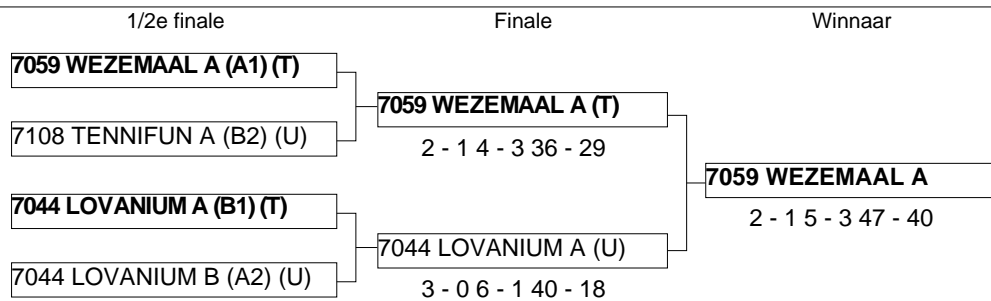 1/2e finale
Finale
Winnaar
7059 WEZEMAAL A (A1) (T)
7108 TENNIFUN A (B2) (U)
7059 WEZEMAAL A (T)
2 - 1 4 - 3 36 - 29
7044 LOVANIUM A (B1) (T)
7044 LOVANIUM B (A2) (U)
7044 LOVANIUM A (U)
3 - 0 6 - 1 40 - 18
7059 WEZEMAAL A
2 - 1 5 - 3 47 - 40